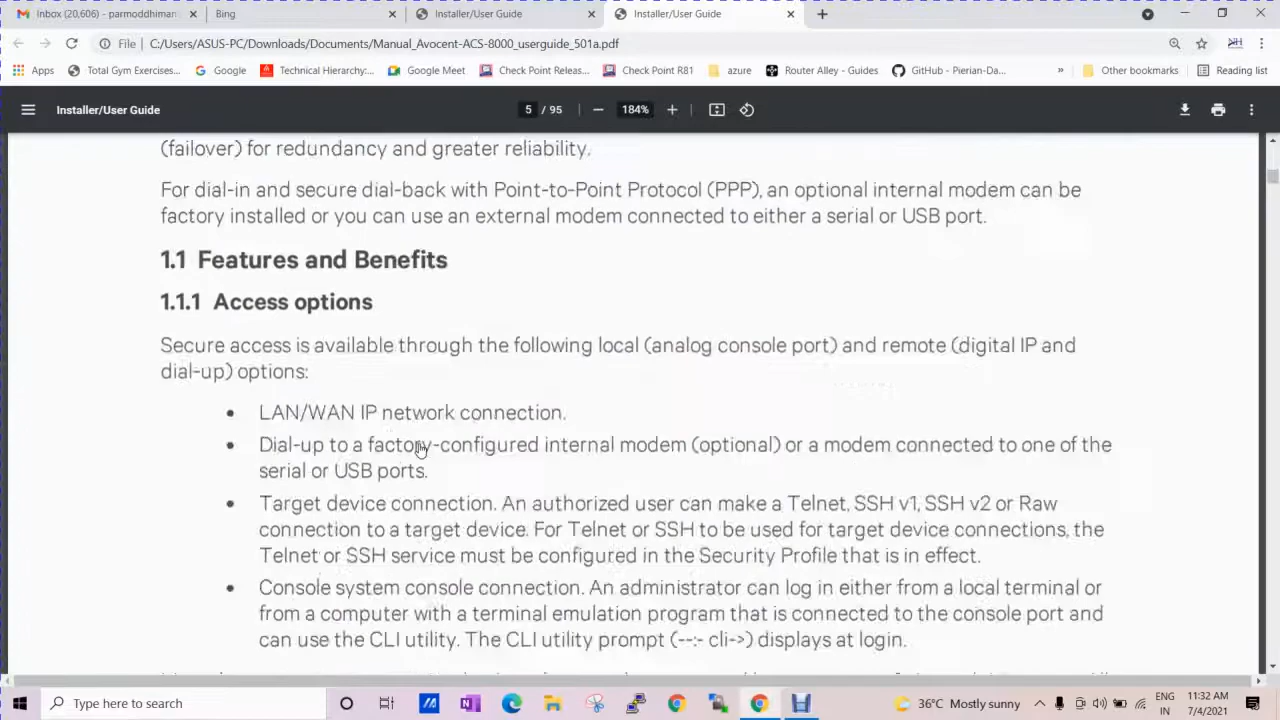 Inbox (20,606) - parmoddhiman
Bing
Installer/User Guide
Installer/User Guide
File | C:/Users/ASUS-PC/Downloads/Documents/Manual_Avocent-ACS-8000_userguide_501a.pdf
Apps Total Gym Exercises... Google Technical Hierarchy:... Google Meet Check Point Releas... Check Point R81 azure Router Alley - Guides GitHub - Pierian-Da... » Other bookmarks Reading list
Installer/User Guide 5 / 95 184%
(failover) for redundancy and greater reliability.
For dial-in and secure dial-back with Point-to-Point Protocol (PPP), an optional internal modem can be
factory installed or you can use an external modem connected to either a serial or USB port.
1.1 Features and Benefits
1.1.1 Access options
Secure access is available through the following local (analog console port) and remote (digital IP and
dial-up) options:
• LAN/WAN IP network connection.
• Dial-up to a factory-configured internal modem (optional) or a modem connected to one of the
serial or USB ports.
• Target device connection. An authorized user can make a Telnet, SSH v1, SSH v2 or Raw
connection to a target device. For Telnet or SSH to be used for target device connections, the
Telnet or SSH service must be configured in the Security Profile that is in effect.
• Console system console connection. An administrator can log in either from a local terminal or
from a computer with a terminal emulation program that is connected to the console port and
can use the CLI utility. The CLI utility prompt (--:- cli->) displays at login.
Type here to search
36°C Mostly sunny
ENG
IN
11:32 AM
7/4/2021